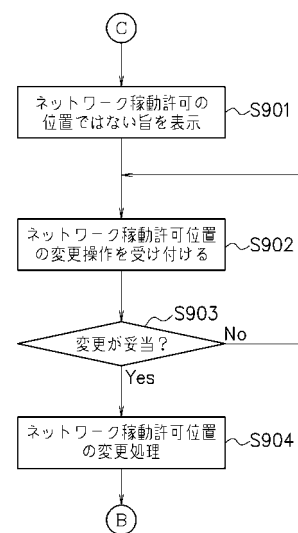 C
ネットワーク稼動許可の
位置ではない旨を表示
S901
ネットワーク稼動許可位置
の変更操作を受け付ける
S902
S903
変更が妥当?
No
Yes
ネットワーク稼動許可位置
の変更処理
S904
B